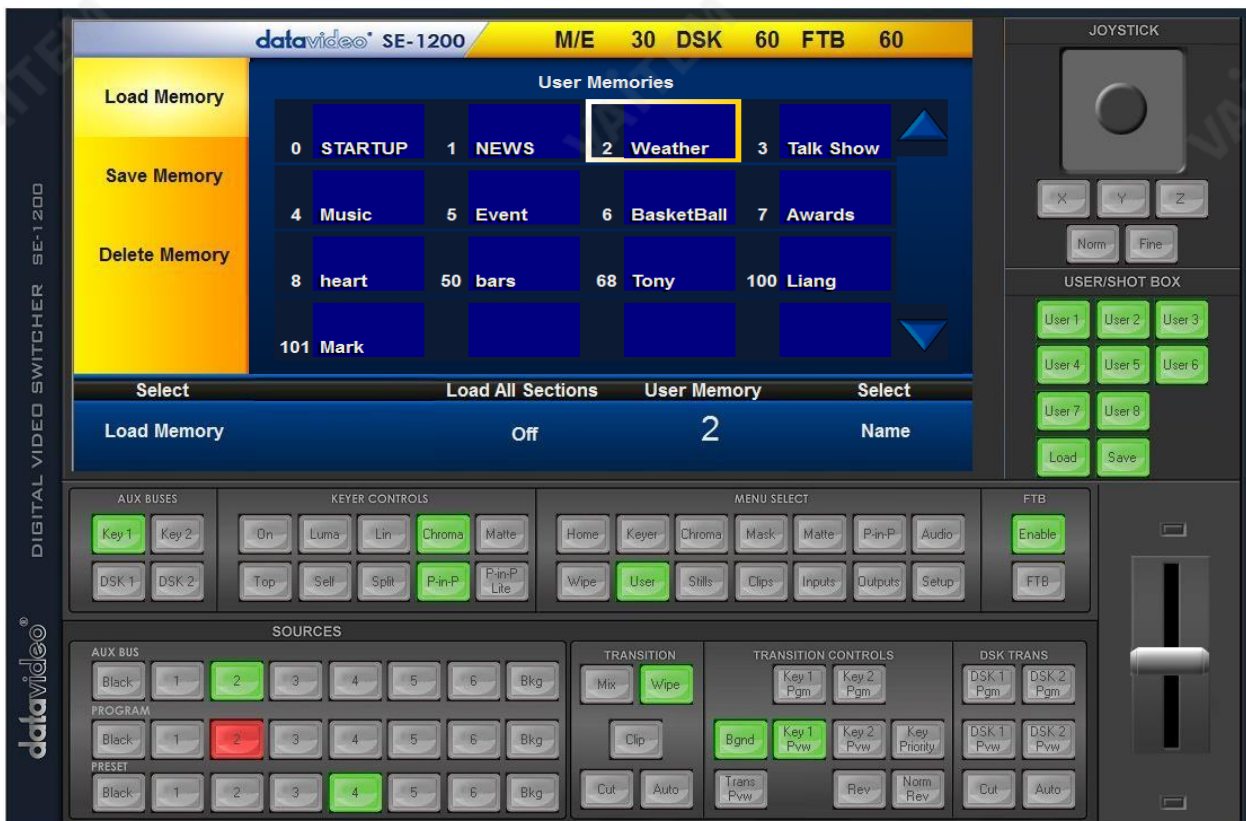 datavideo® SE-1200 M/E 30 DSK 60 FTB 60
JOYSTICK
Load Memory
Save Memory
Delete Memory
User Memories
0 STARTUP 1 NEWS 2 Weather 3 Talk Show
4 Music 5 Event 6 BasketBall 7 Awards
8 heart 50 bars 68 Tony 100 Liang
101 Mark
Select Load All Sections User Memory Select
Load Memory Off 2 Name
X Y Z
Norm Fine
USER/SHOT BOX
User 1 User 2 User 3
User 4 User 5 User 6
User 7 User 8
Load Save
DIGITAL VIDEO SWITCHER SE-1200
datavideo®
AUX BUSES
Key 1 Key 2
DSK 1 DSK 2
KEYER CONTROLS
On Luma Lin Chroma Matte
Top Self Split P-in-P P-in-P Lite
MENU SELECT
Home Keyer Chroma Mask Matte P-in-P Audio
Wipe User Stills Clips Inputs Outputs Setup
FTB
Enable
FTB
SOURCES
AUX BUS
Black 1 2 3 4 5 6 Bkg
PROGRAM
Black 1 2 3 4 5 6 Bkg
PRESET
Black 1 2 3 4 5 6 Bkg
TRANSITION
Mix Wipe
Clip
Cut Auto
TRANSITION CONTROLS
Key 1 Pgm Key 2 Pgm
Bgnd Key 1 Pvw Key 2 Pvw Key Priority
Trans Pvw Rev Norm Rev
DSK TRANS
DSK 1 Pgm DSK 2 Pgm
DSK 1 Pvw DSK 2 Pvw
Cut Auto